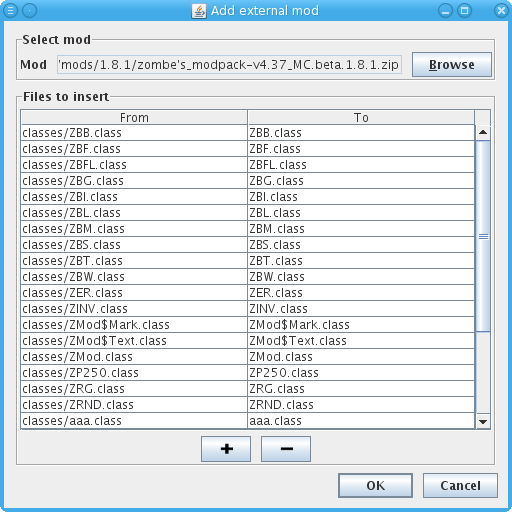 Add external mod
Select mod
Mod 'mods/1.8.1/zombe's_modpack-v4.37_MC.beta.1.8.1.zip Browse
Files to insert
From To
classes/ZBB.class ZBB.class
classes/ZBF.class ZBF.class
classes/ZBFL.class ZBFL.class
classes/ZBG.class ZBG.class
classes/ZBI.class ZBI.class
classes/ZBL.class ZBL.class
classes/ZBM.class ZBM.class
classes/ZBS.class ZBS.class
classes/ZBT.class ZBT.class
classes/ZBW.class ZBW.class
classes/ZER.class ZER.class
classes/ZINV.class ZINV.class
classes/ZMod$Mark.class ZMod$Mark.class
classes/ZMod$Text.class ZMod$Text.class
classes/ZMod.class ZMod.class
classes/ZP250.class ZP250.class
classes/ZRG.class ZRG.class
classes/ZRND.class ZRND.class
classes/aaa.class aaa.class
+ −
OK Cancel